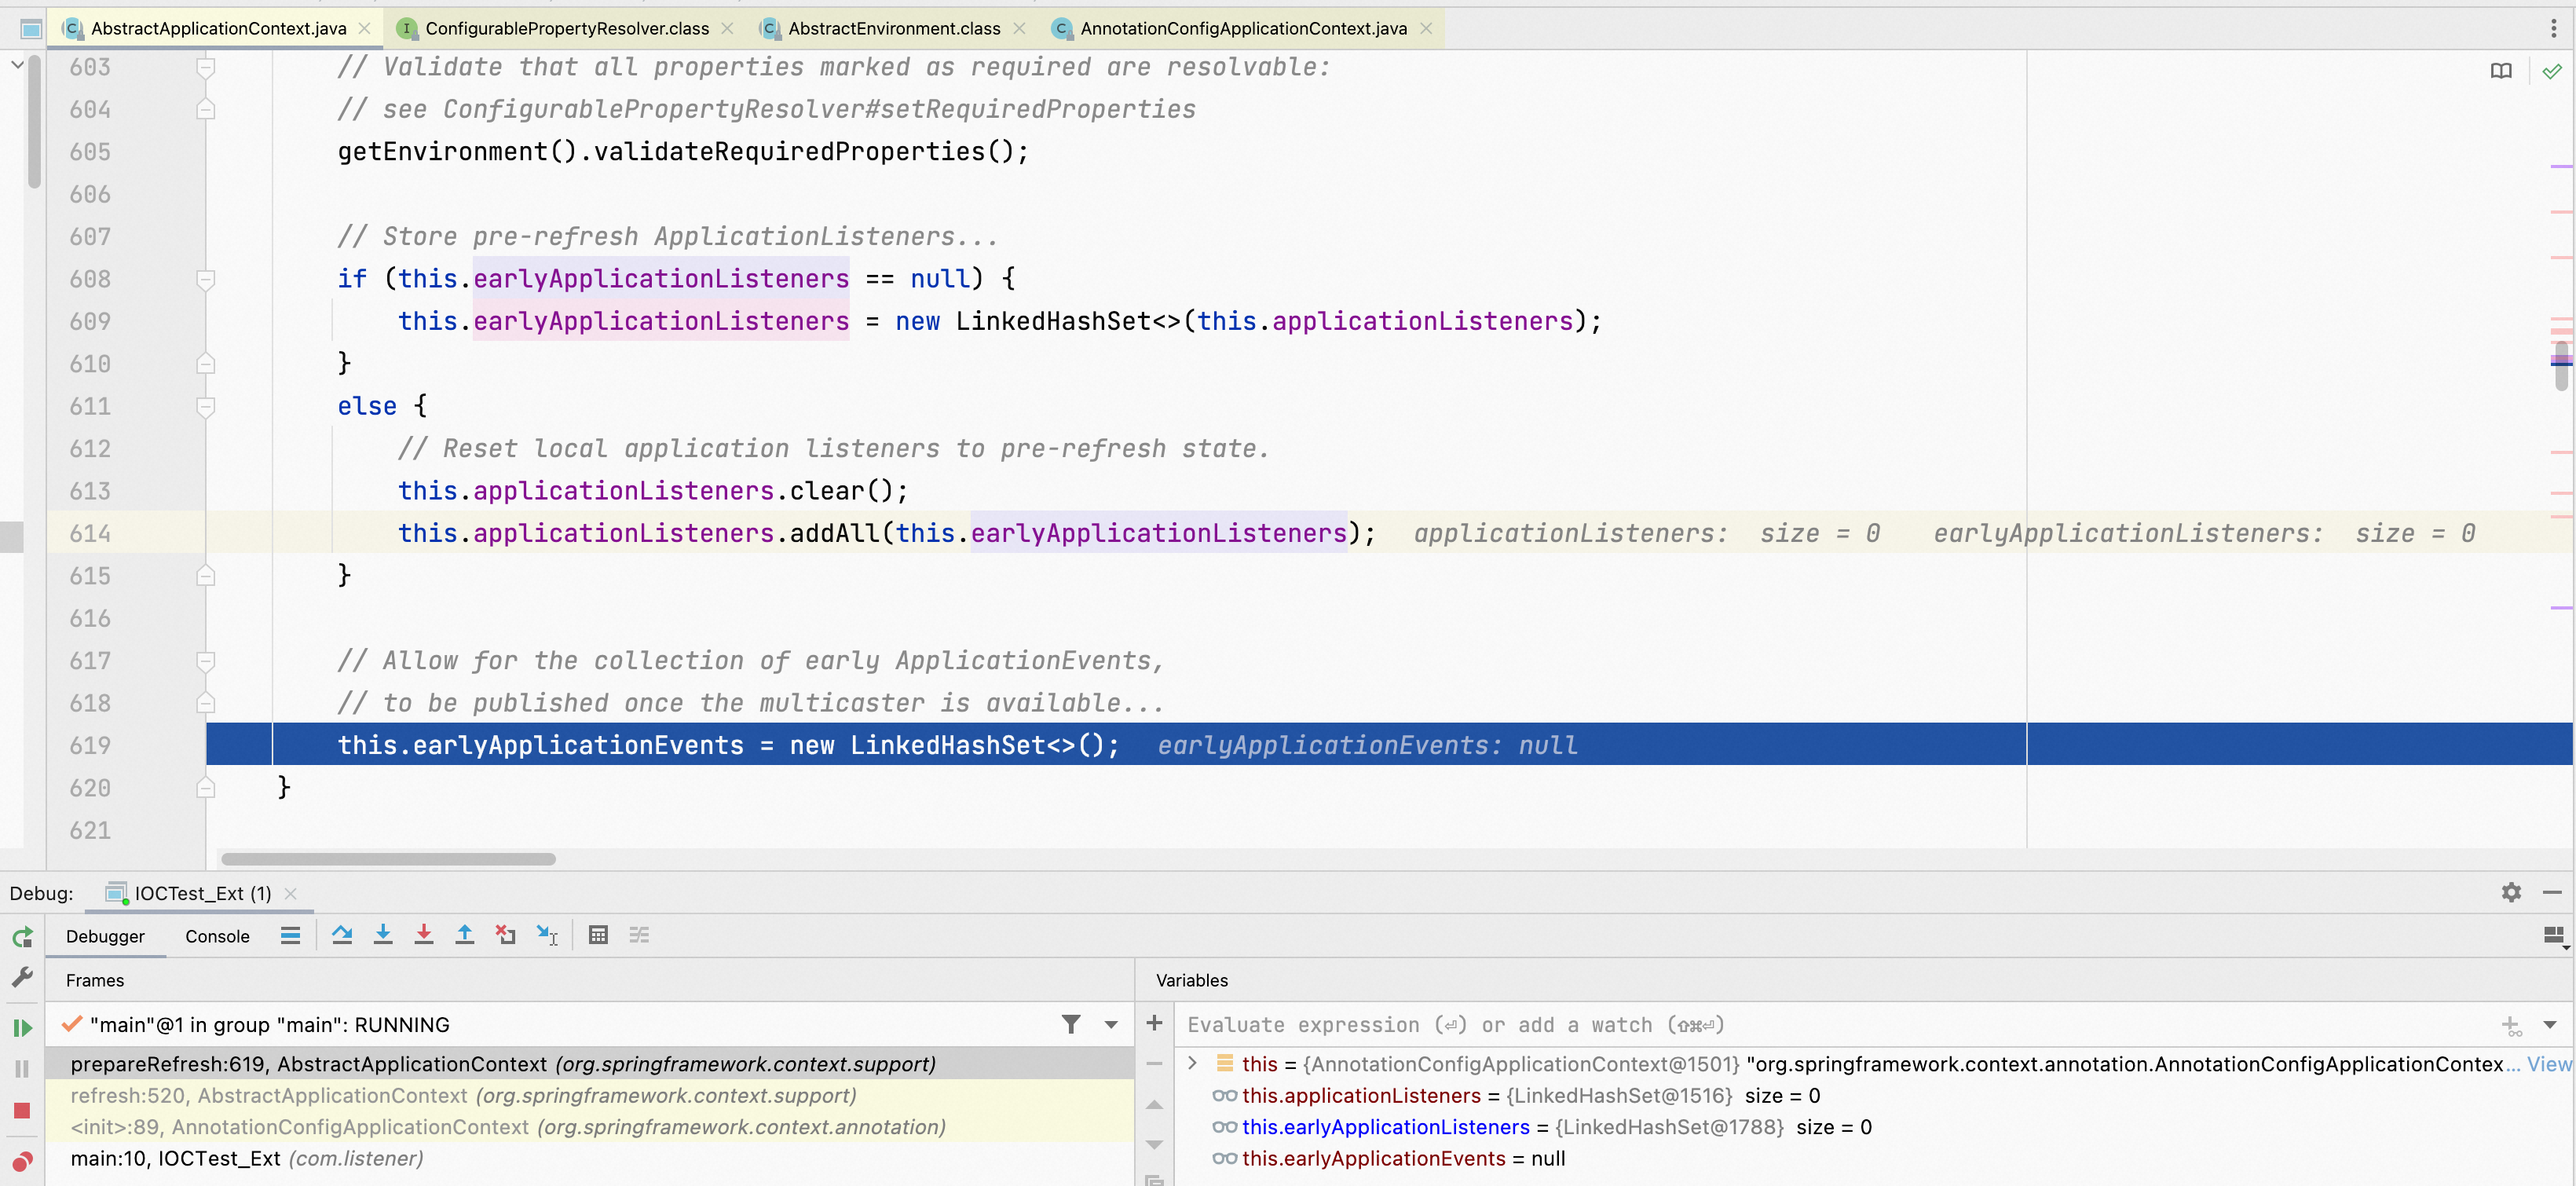 AbstractApplicationContext.java ConfigurablePropertyResolver.class AbstractEnvironment.class AnnotationConfigApplicationContext.java
603 // Validate that all properties marked as required are resolvable:
604 // see ConfigurablePropertyResolver#setRequiredProperties
605 getEnvironment().validateRequiredProperties();
606
607 // Store pre-refresh ApplicationListeners...
608 if (this.earlyApplicationListeners == null) {
609 this.earlyApplicationListeners = new LinkedHashSet<>(this.applicationListeners);
610 }
611 else {
612 // Reset local application listeners to pre-refresh state.
613 this.applicationListeners.clear();
614 this.applicationListeners.addAll(this.earlyApplicationListeners); applicationListeners: size = 0 earlyApplicationListeners: size = 0
615 }
616
617 // Allow for the collection of early ApplicationEvents,
618 // to be published once the multicaster is available...
619 this.earlyApplicationEvents = new LinkedHashSet<>(); earlyApplicationEvents: null
620 }
621
Debug: IOCTest_Ext (1)
Debugger Console
Frames Variables
"main"@1 in group "main": RUNNING
Evaluate expression (⏎) or add a watch (⇧⌘⏎)
prepareRefresh:619, AbstractApplicationContext (org.springframework.context.support)
this = {AnnotationConfigApplicationContext@1501} "org.springframework.context.annotation.AnnotationConfigApplicationContex... View
refresh:520, AbstractApplicationContext (org.springframework.context.support)
this.applicationListeners = {LinkedHashSet@1516} size = 0
<init>:89, AnnotationConfigApplicationContext (org.springframework.context.annotation)
this.earlyApplicationListeners = {LinkedHashSet@1788} size = 0
main:10, IOCTest_Ext (com.listener)
this.earlyApplicationEvents = null